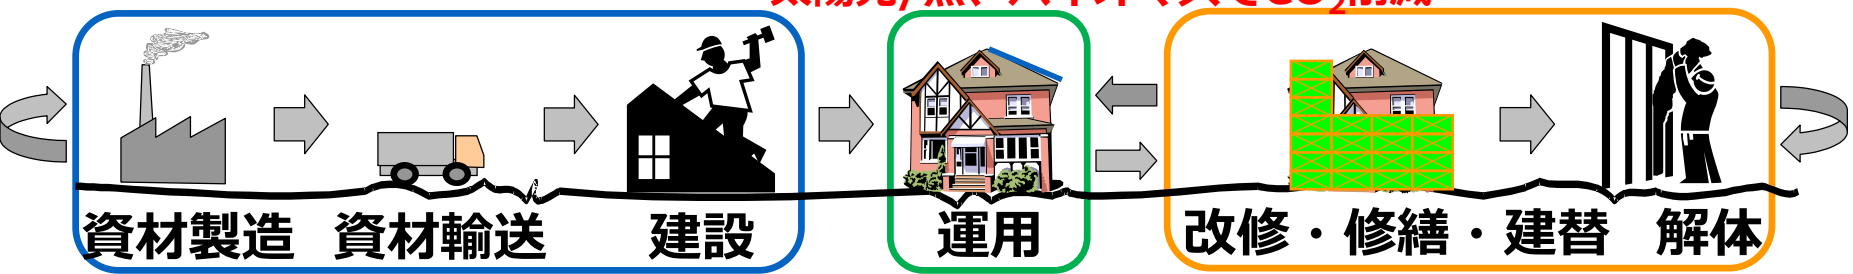 資材製造
資材輸送
建設
運用
改修・修繕・建替
解体